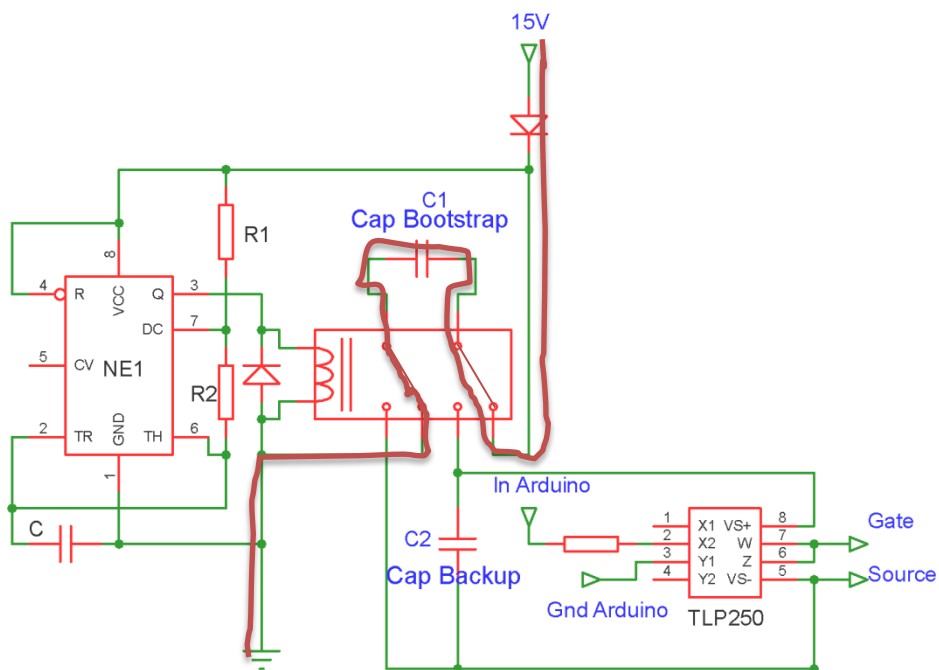 15V
C1
Cap Bootstrap
R1
8
4
R
VCC
Q
3
DC
7
5
CV
NE1
R2
2
TR
GND
TH
6
1
C
In Arduino
C2
Cap Backup
1
X1
VS+
8
2
X2
W
7
3
Y1
Z
6
4
Y2
VS-
5
Gate
Source
Gnd Arduino
TLP250